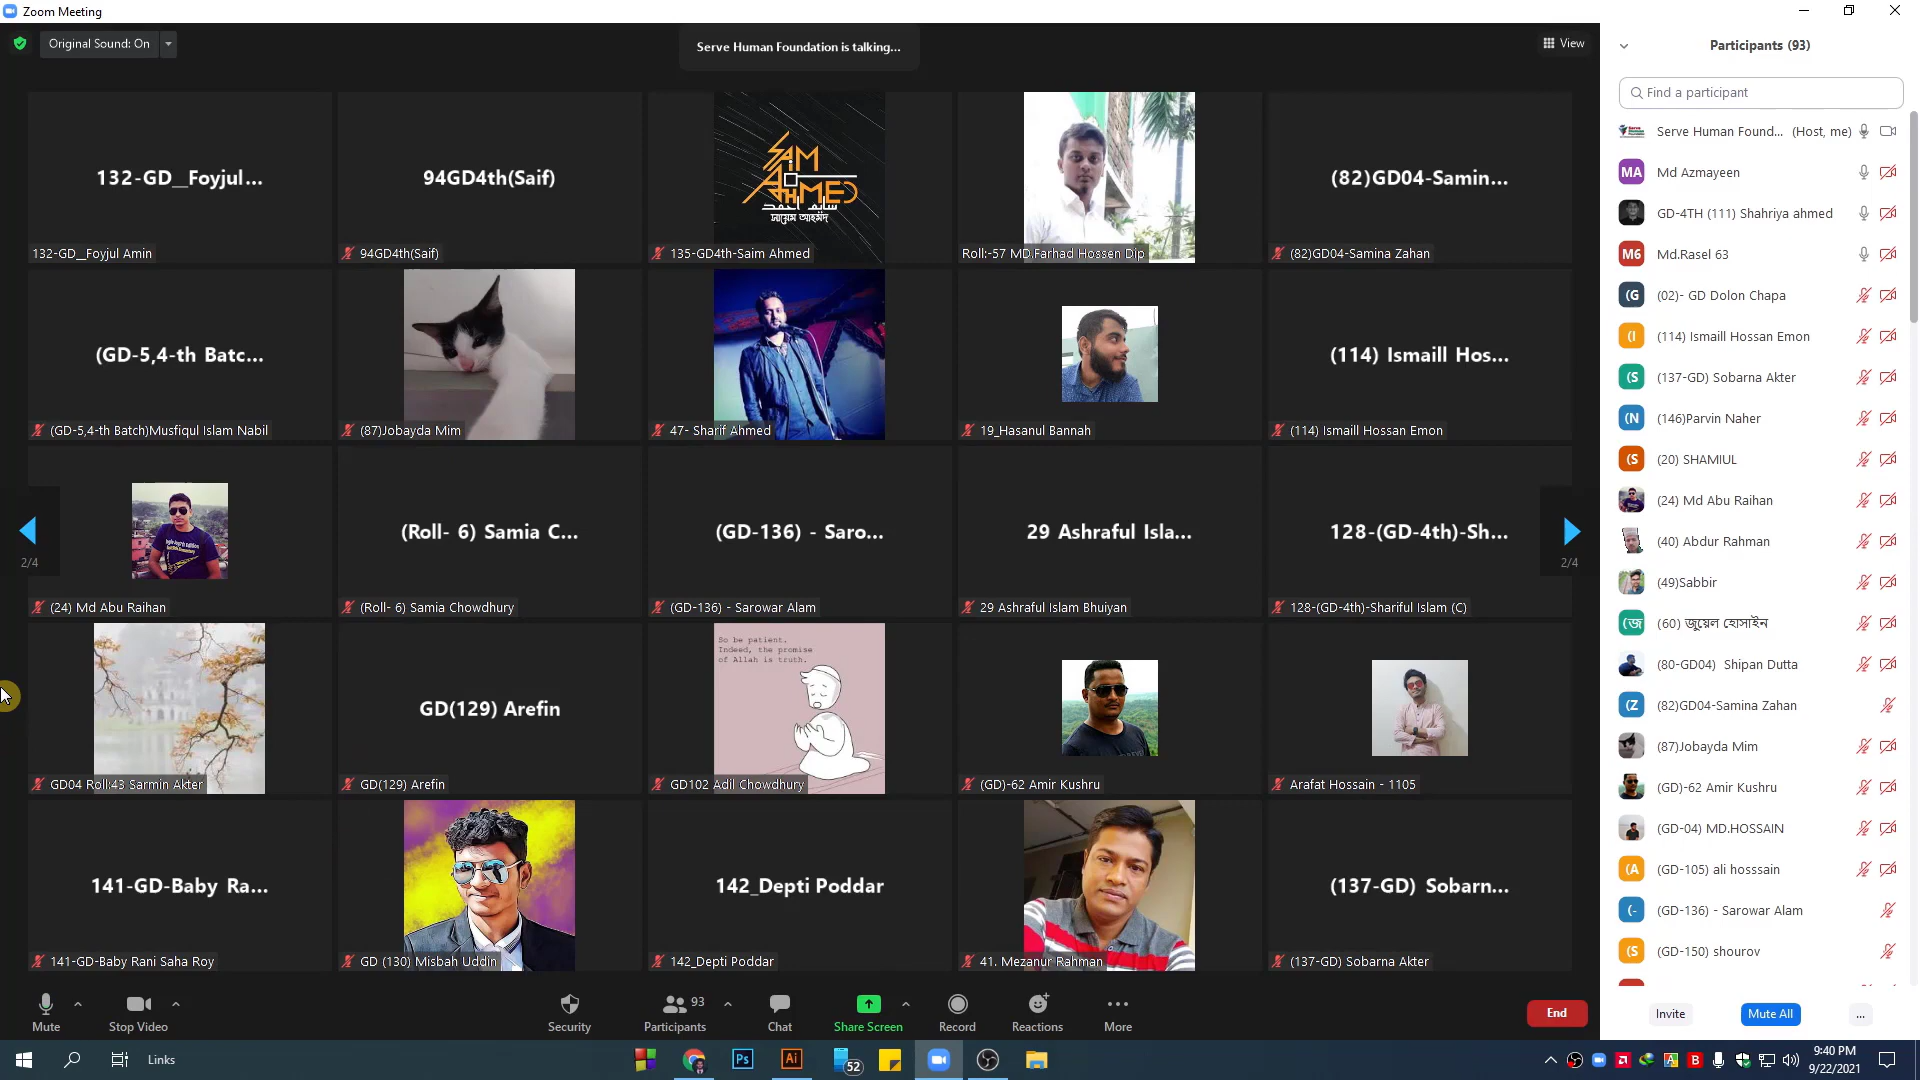 Zoom Meeting
Original Sound: On
Serve Human Foundation is talking...
View
132-GD_Foyjul...
132-GD_Foyjul Amin
94GD4th(Saif)
94GD4th(Saif)
135-GD4th-Saim Ahmed
Roll:-57 MD.Farhad Hossen Dip
(82)GD04-Samin...
(82)GD04-Samina Zahan
(GD-5,4-th Batc...
(GD-5,4-th Batch)Musfiqul Islam Nabil
(87)Jobayda Mim
47- Sharif Ahmed
19_Hasanul Bannah
(114) Ismaill Hos...
(114) Ismaill Hossan Emon
2/4
(24) Md Abu Raihan
(Roll- 6) Samia C...
(Roll- 6) Samia Chowdhury
(GD-136) - Saro...
(GD-136) - Sarowar Alam
29 Ashraful Isla...
29 Ashraful Islam Bhuiyan
128-(GD-4th)-Sh...
128-(GD-4th)-Shariful Islam (C)
2/4
GD04 Roll:43 Sarmin Akter
GD(129) Arefin
GD(129) Arefin
So be patient.
Indeed, the promise
of Allah is truth.
GD102 Adil Chowdhury
(GD)-62 Amir Kushru
Arafat Hossain - 1105
141-GD-Baby Ra...
141-GD-Baby Rani Saha Roy
GD (130) Misbah Uddin
142_Depti Poddar
142_Depti Poddar
41. Mezanur Rahman
(137-GD) Sobarn...
(137-GD) Sobarna Akter
Mute
Stop Video
Security
93
Participants
Chat
Share Screen
Record
Reactions
More
End
Participants (93)
Find a participant
Serve Human Found... (Host, me)
MA Md Azmayeen
GD-4TH (111) Shahriya ahmed
M6 Md.Rasel 63
(G (02)- GD Dolon Chapa
(I (114) Ismaill Hossan Emon
(S (137-GD) Sobarna Akter
(N (146)Parvin Naher
(S (20) SHAMIUL
(24) Md Abu Raihan
(40) Abdur Rahman
(49)Sabbir
(জ (60) জুয়েল হোসাইন
(80-GD04) Shipan Dutta
(Z (82)GD04-Samina Zahan
(87)Jobayda Mim
(GD)-62 Amir Kushru
(GD-04) MD.HOSSAIN
(A (GD-105) ali hosssain
(- (GD-136) - Sarowar Alam
(S (GD-150) shourov
Invite
Mute All
...
Links
Ps
Ai
52
9:40 PM
9/22/2021